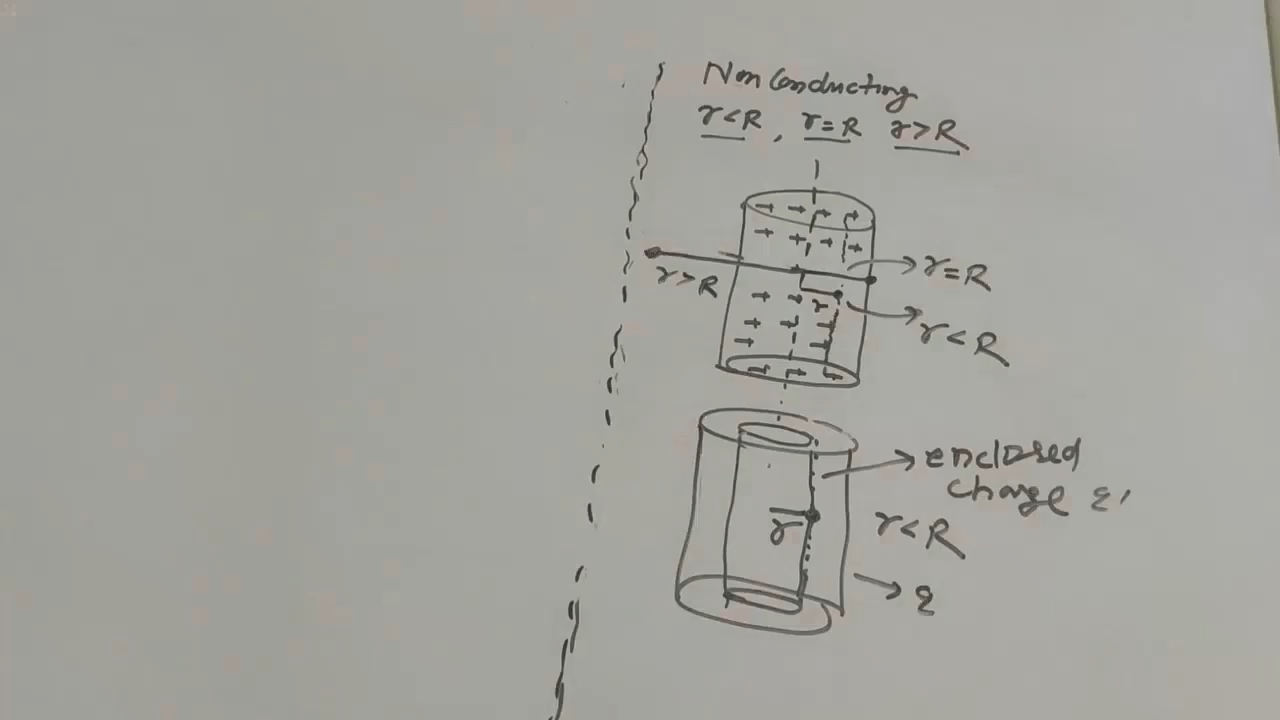 Non Conducting
r<R, r=R r>R
r=R
r>R
r
r<R
enclosed
charge q'
r
r<R
q